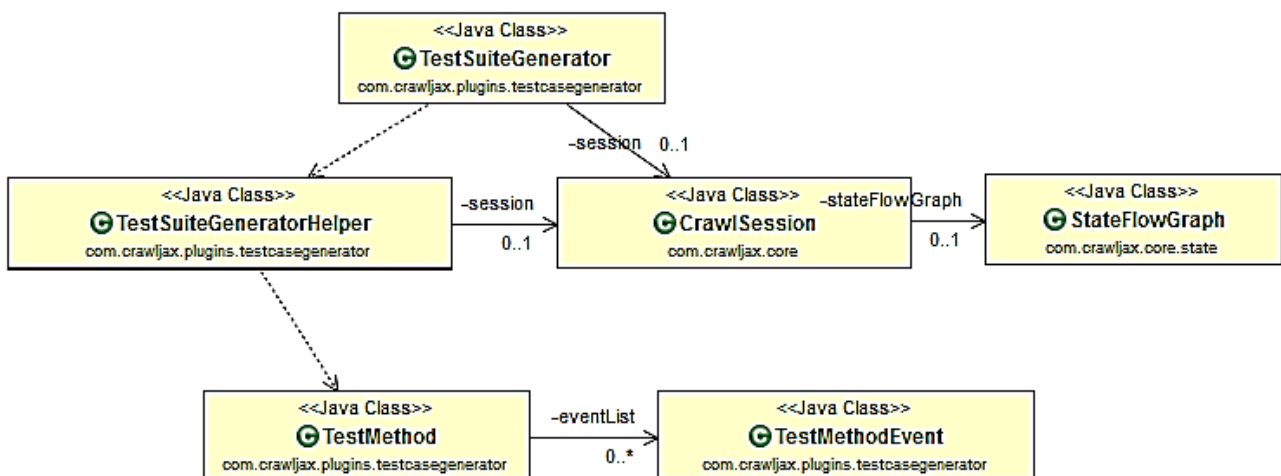 <<Java Class>>
TestSuiteGenerator
com.crawljax.plugins.testcasegenerator
-session 0..1
<<Java Class>>
TestSuiteGeneratorHelper
com.crawljax.plugins.testcasegenerator
-session
0..1
<<Java Class>>
CrawlSession
com.crawljax.core
-stateFlowGraph
0..1
<<Java Class>>
StateFlowGraph
com.crawljax.core.state
<<Java Class>>
TestMethod
com.crawljax.plugins.testcasegenerator
-eventList
0..*
<<Java Class>>
TestMethodEvent
com.crawljax.plugins.testcasegenerator